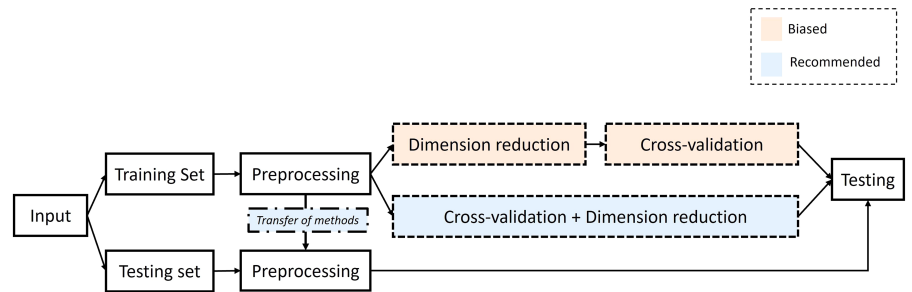 Biased
Recommended
Dimension reduction
Cross-validation
Training Set
Preprocessing
Testing
Input
Transfer of methods
Cross-validation + Dimension reduction
Testing set
Preprocessing